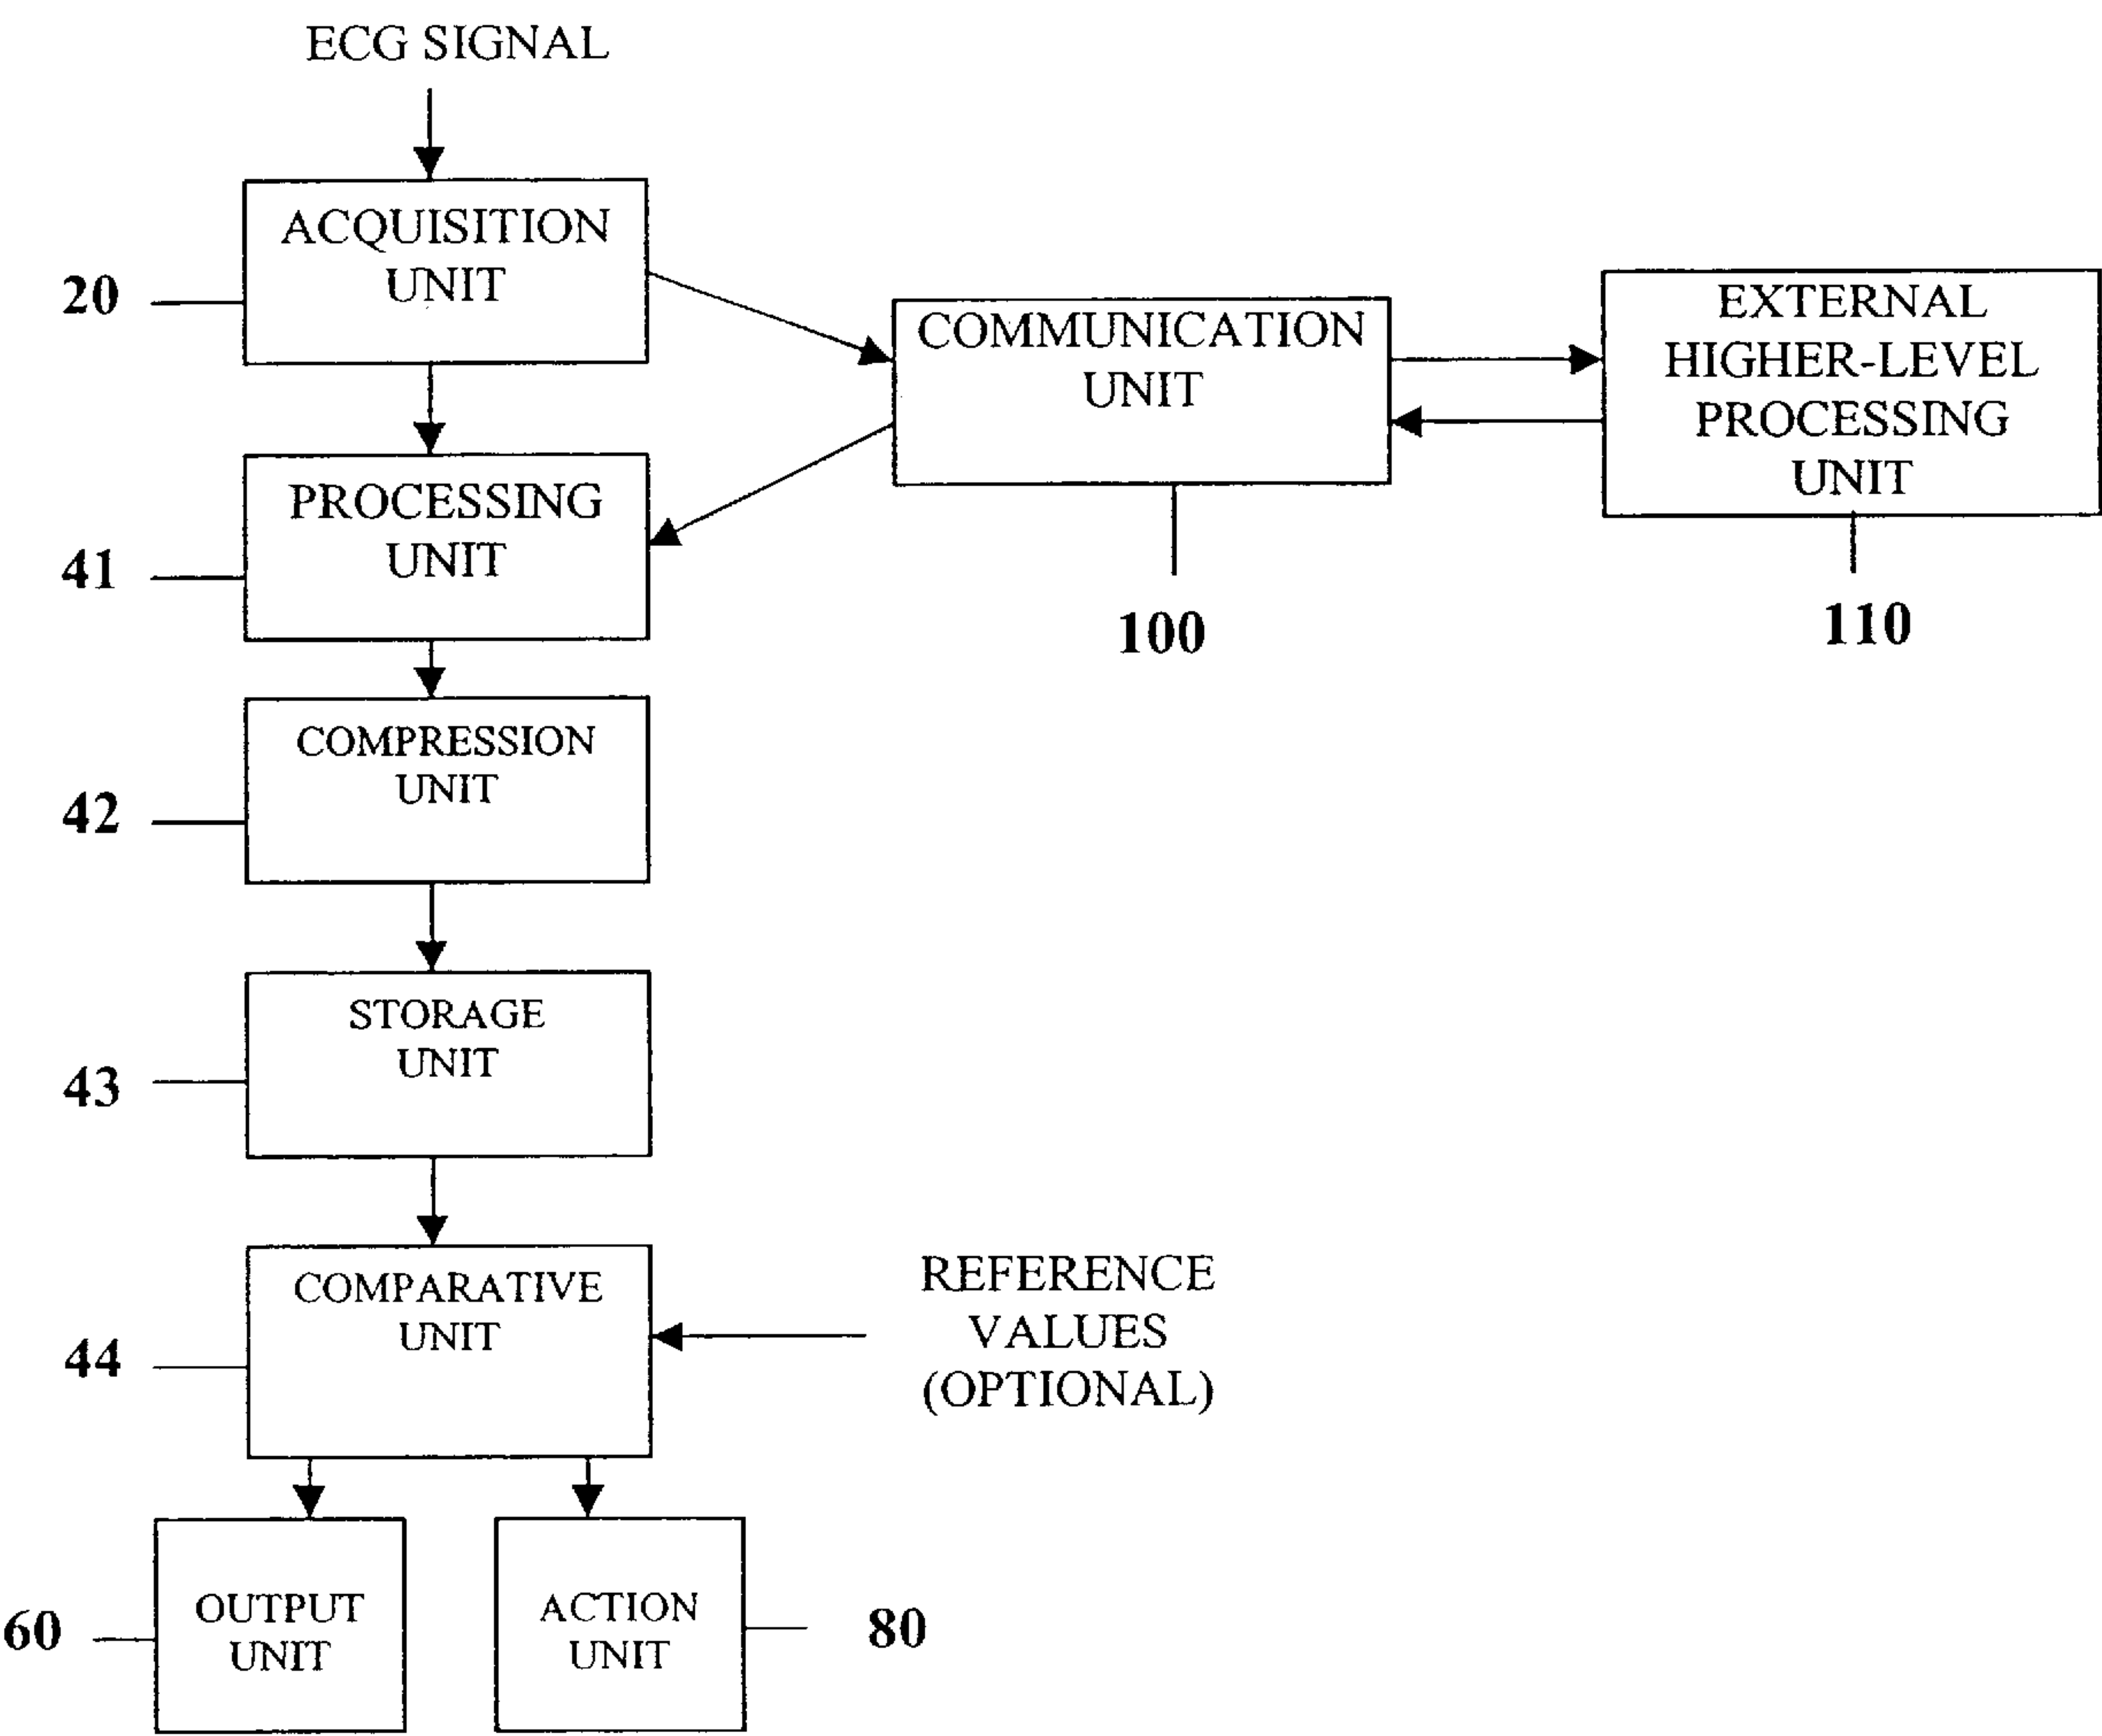 ECG SIGNAL
ACQUISITION
UNIT
20
COMMUNICATION
UNIT
100
EXTERNAL
HIGHER-LEVEL
PROCESSING
UNIT
110
PROCESSING
UNIT
41
COMPRESSION
UNIT
42
STORAGE
UNIT
43
COMPARATIVE
UNIT
44
REFERENCE
VALUES
(OPTIONAL)
OUTPUT
UNIT
60
ACTION
UNIT
80